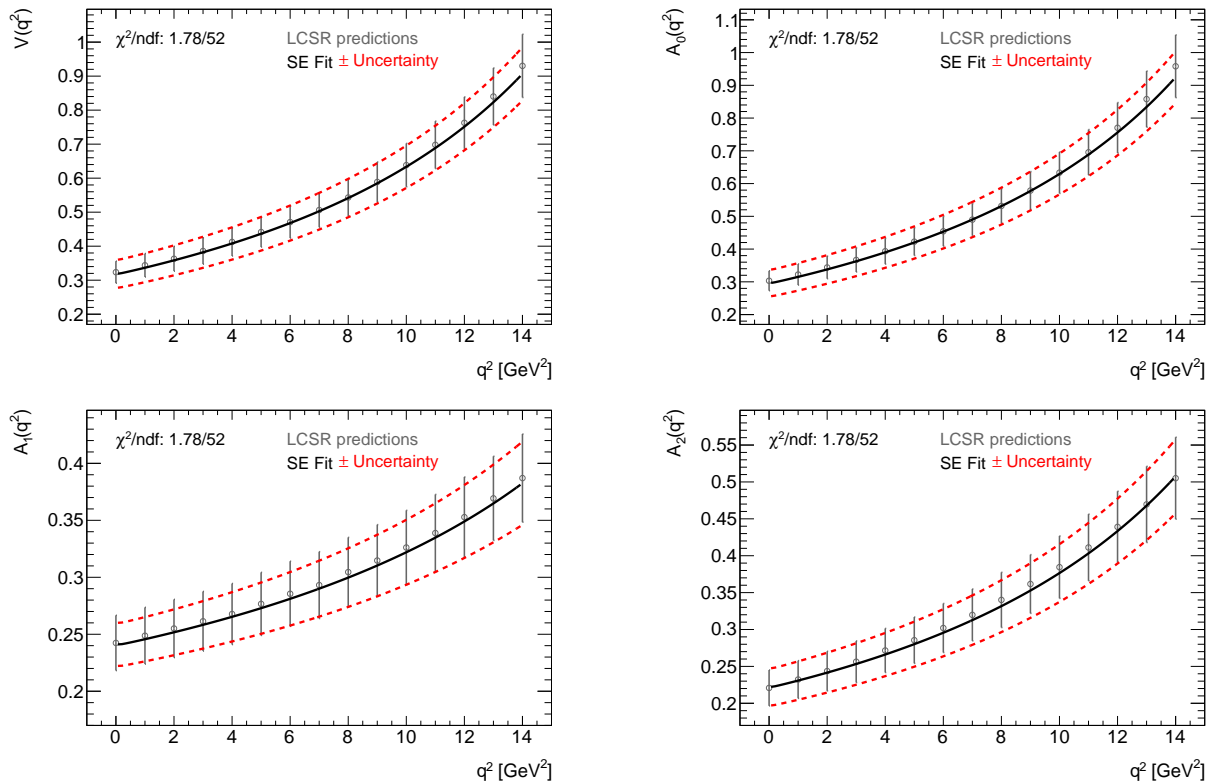 V(q²)
χ²/ndf: 1.78/52
LCSR predictions
SE Fit ± Uncertainty
1
0.9
0.8
0.7
0.6
0.5
0.4
0.3
0.2
0 2 4 6 8 10 12 14
q² [GeV²]
A₀(q²)
χ²/ndf: 1.78/52
LCSR predictions
SE Fit ± Uncertainty
1.1
1
0.9
0.8
0.7
0.6
0.5
0.4
0.3
0.2
0 2 4 6 8 10 12 14
q² [GeV²]
A₁(q²)
χ²/ndf: 1.78/52
LCSR predictions
SE Fit ± Uncertainty
0.4
0.35
0.3
0.25
0.2
0 2 4 6 8 10 12 14
q² [GeV²]
A₂(q²)
χ²/ndf: 1.78/52
LCSR predictions
SE Fit ± Uncertainty
0.55
0.5
0.45
0.4
0.35
0.3
0.25
0.2
0 2 4 6 8 10 12 14
q² [GeV²]